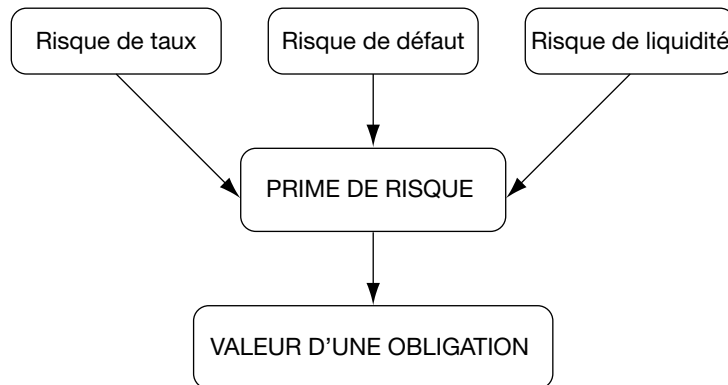 Risque de taux
Risque de défaut
Risque de liquidité
PRIME DE RISQUE
VALEUR D’UNE OBLIGATION